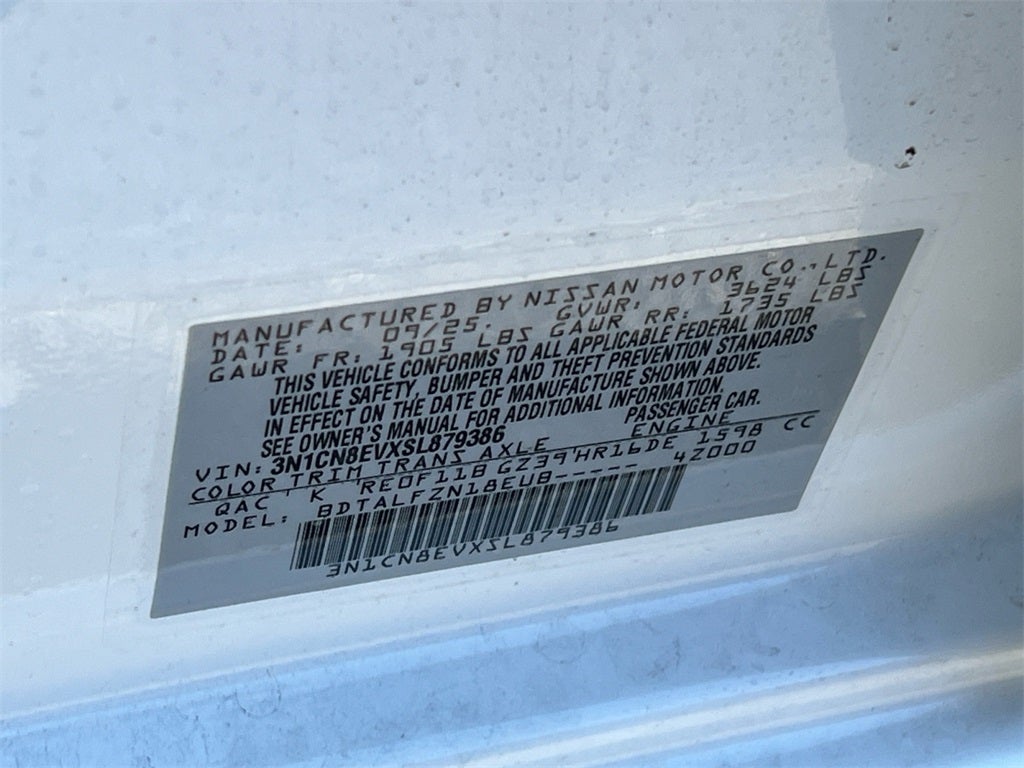 MANUFACTURED BY NISSAN MOTOR CO., LTD.
DATE: 09/25. GVWR: 3624 LBS
GAWR FR: 1905 LBS GAWR RR: 1735 LBS
THIS VEHICLE CONFORMS TO ALL APPLICABLE FEDERAL MOTOR
VEHICLE SAFETY, BUMPER AND THEFT PREVENTION STANDARDS
IN EFFECT ON THE DATE OF MANUFACTURE SHOWN ABOVE.
SEE OWNER'S MANUAL FOR ADDITIONAL INFORMATION.
VIN: 3N1CN8EVXSL879386 PASSENGER CAR.
COLOR TRIM TRANS AXLE ENGINE
QAC K RE0F11B GZ39 HR16DE 1598 CC
MODEL: BDTALFZN18EUB----- 4Z000
3N1CN8EVXSL879386